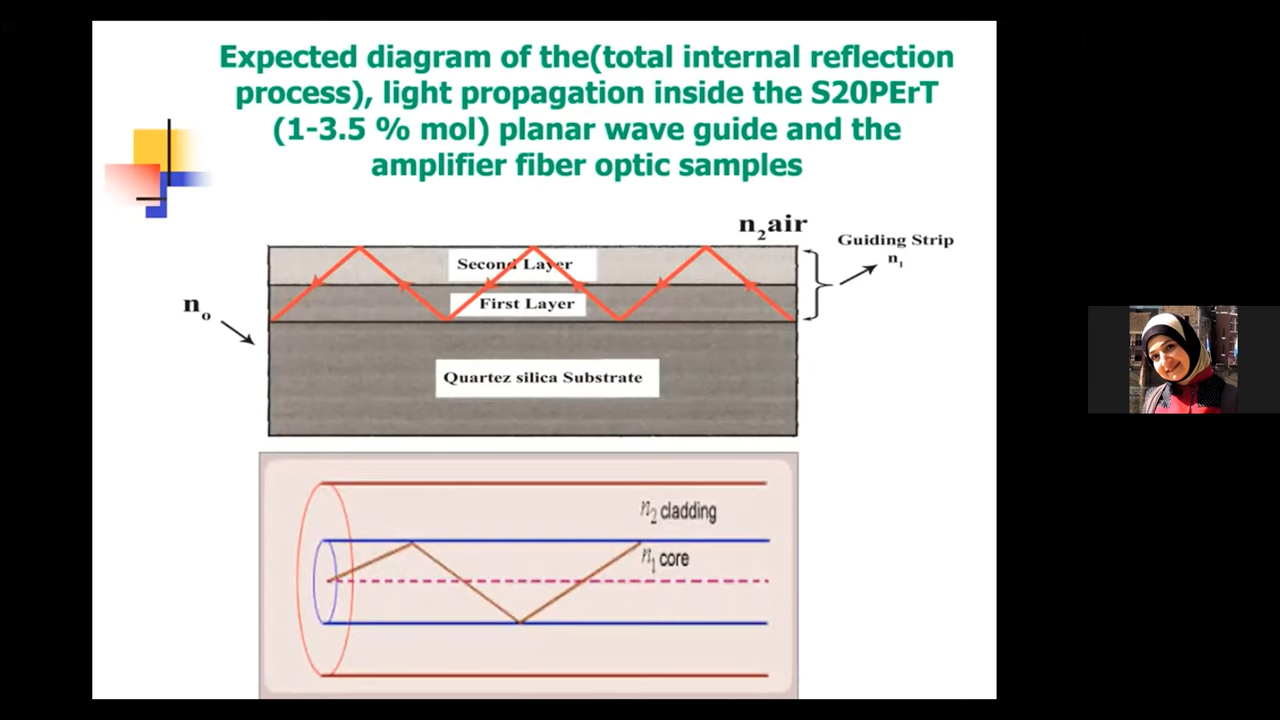 Expected diagram of the(total internal reflection
process), light propagation inside the S20PErT
(1-3.5 % mol) planar wave guide and the
amplifier fiber optic samples
n₂air
Guiding Strip
n₁
Second Layer
First Layer
nₒ
Quartez silica Substrate
n₂ cladding
n₁ core